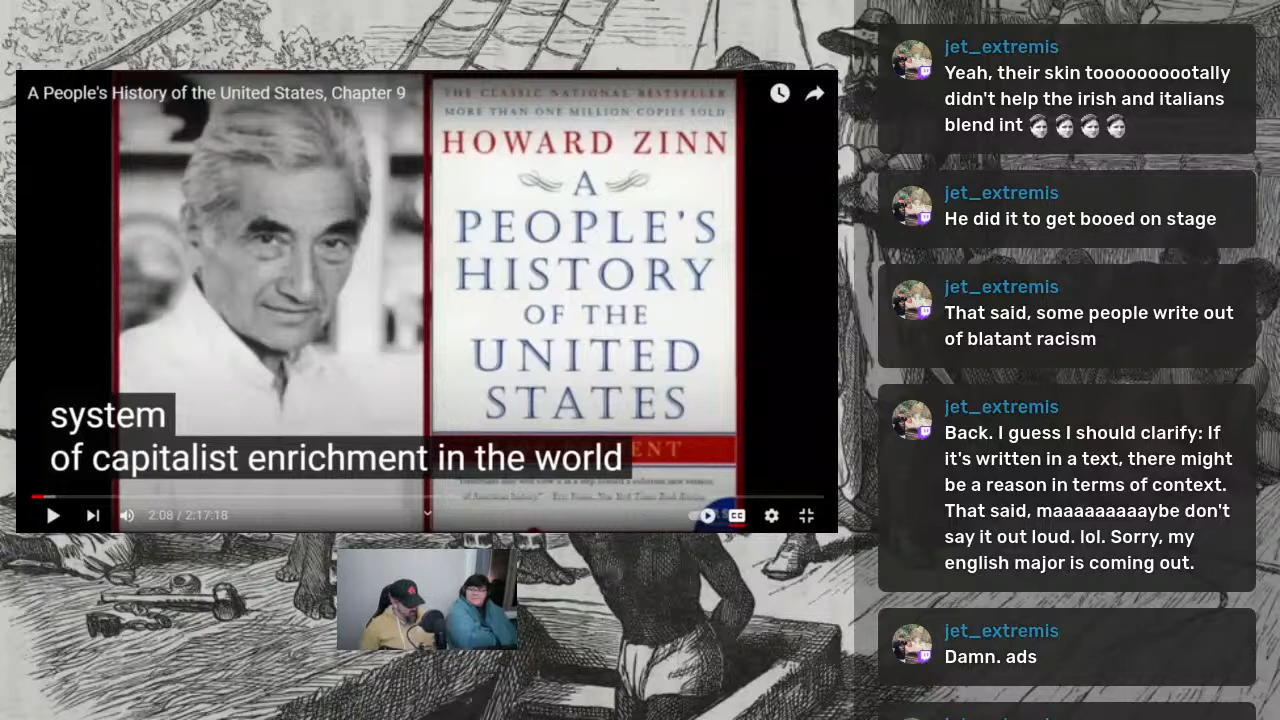 A People's History of the United States, Chapter 9
THE CLASSIC NATIONAL BESTSELLER
MORE THAN ONE MILLION COPIES SOLD
HOWARD ZINN
A
PEOPLE'S
HISTORY
OF THE
UNITED
STATES
ENT
system
of capitalist enrichment in the world
2:08 / 2:17:18
CC
jet_extremis
Yeah, their skin toooooooootally
didn't help the irish and italians
blend int
jet_extremis
He did it to get booed on stage
jet_extremis
That said, some people write out
of blatant racism
jet_extremis
Back. I guess I should clarify: If
it's written in a text, there might
be a reason in terms of context.
That said, maaaaaaaaybe don't
say it out loud. lol. Sorry, my
english major is coming out.
jet_extremis
Damn. ads